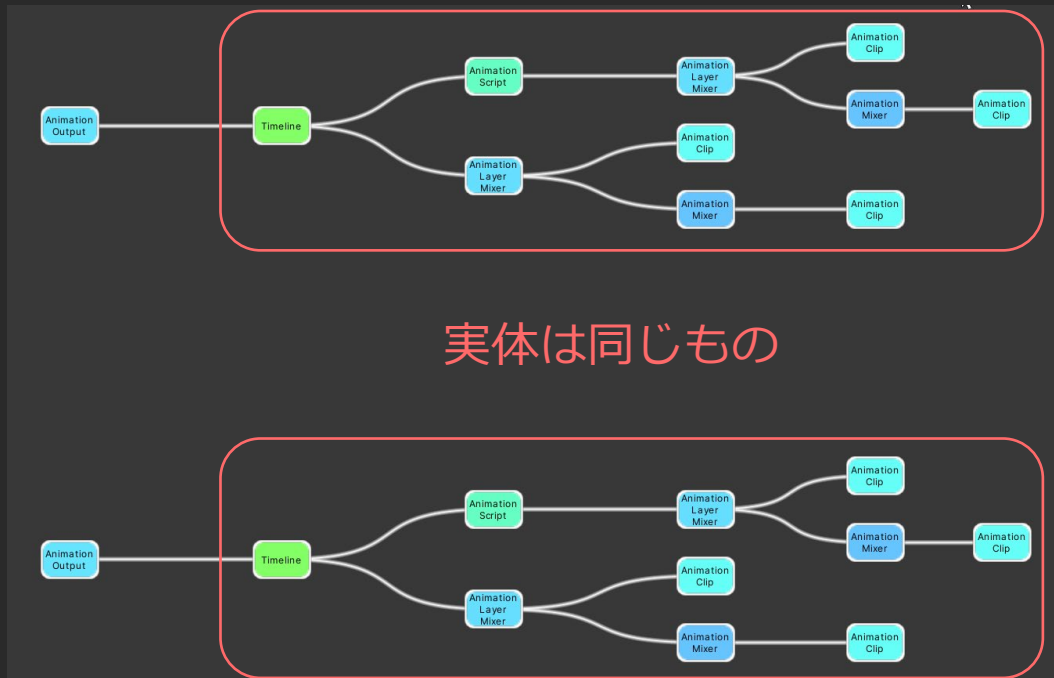 Animation
Clip
Animation
Script
Animation
Layer
Mixer
Animation
Output
Timeline
Animation
Mixer
Animation
Clip
Animation
Clip
Animation
Layer
Mixer
Animation
Mixer
Animation
Clip
実体は同じもの
Animation
Clip
Animation
Script
Animation
Layer
Mixer
Animation
Output
Timeline
Animation
Mixer
Animation
Clip
Animation
Clip
Animation
Layer
Mixer
Animation
Mixer
Animation
Clip